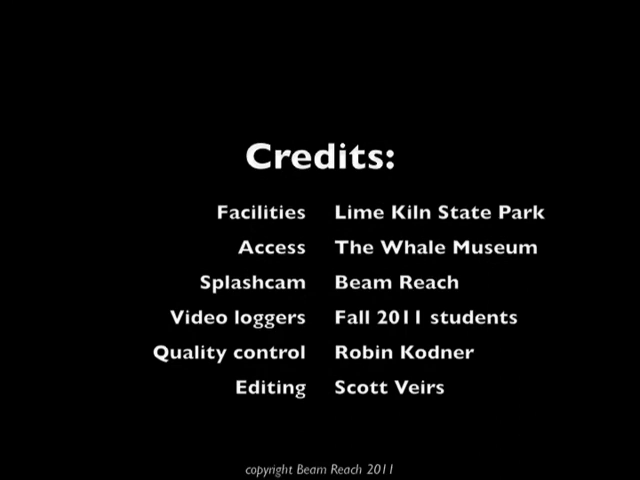 Credits:
Facilities Lime Kiln State Park
Access The Whale Museum
Splashcam Beam Reach
Video loggers Fall 2011 students
Quality control Robin Kodner
Editing Scott Veirs
copyright Beam Reach 2011